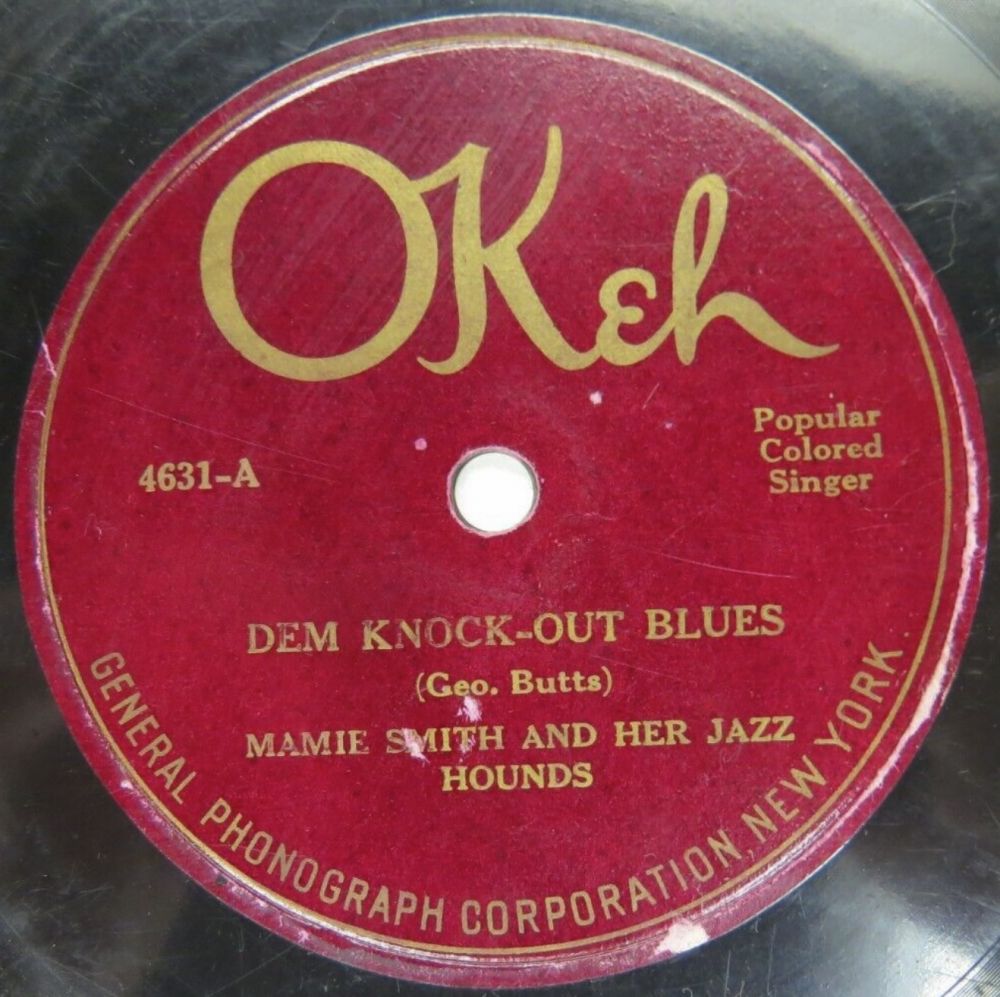 OKeh
4631-A
Popular
Colored
Singer
DEM KNOCK-OUT BLUES
(Geo. Butts)
MAMIE SMITH AND HER JAZZ
HOUNDS
GENERAL PHONOGRAPH CORPORATION, NEW YORK